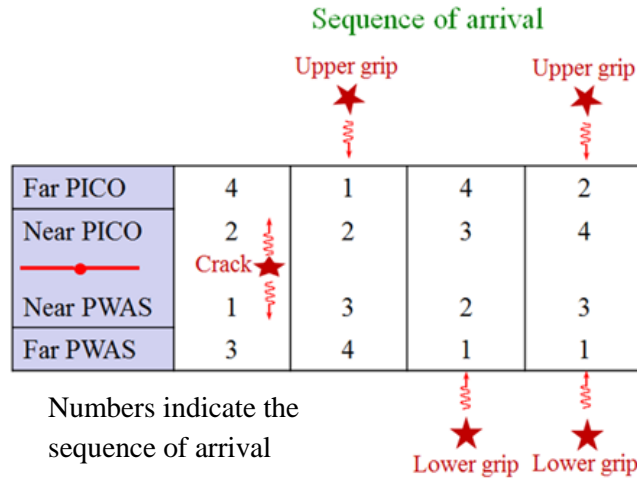 Sequence of arrival
Upper grip Upper grip
Far PICO 4 1 4 2
Near PICO 2 2 3 4
Crack
Near PWAS 1 3 2 3
Far PWAS 3 4 1 1
Numbers indicate the
sequence of arrival
Lower grip Lower grip